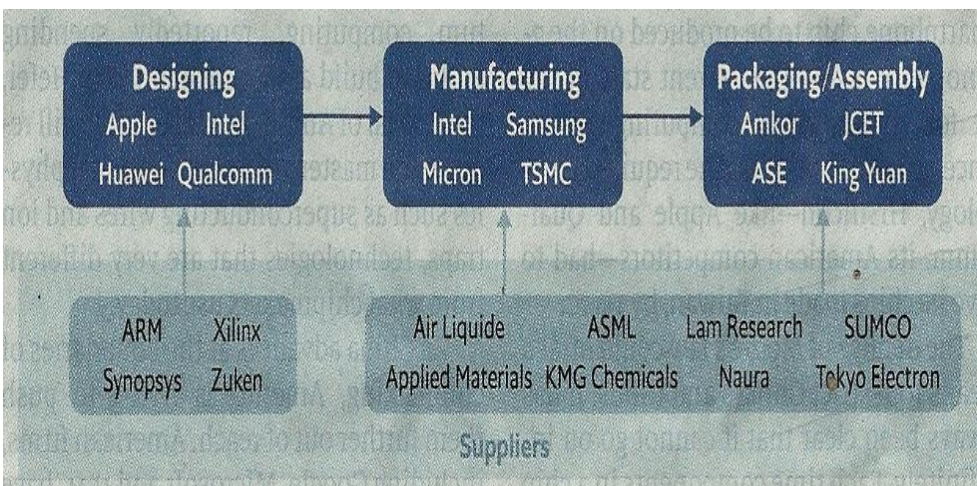 Designing
Apple Intel
Huawei Qualcomm
Manufacturing
Intel Samsung
Micron TSMC
Packaging/Assembly
Amkor JCET
ASE King Yuan
ARM Xilinx
Synopsys Zuken
Air Liquide ASML Lam Research SUMCO
Applied Materials KMG Chemicals Naura Tokyo Electron
Suppliers